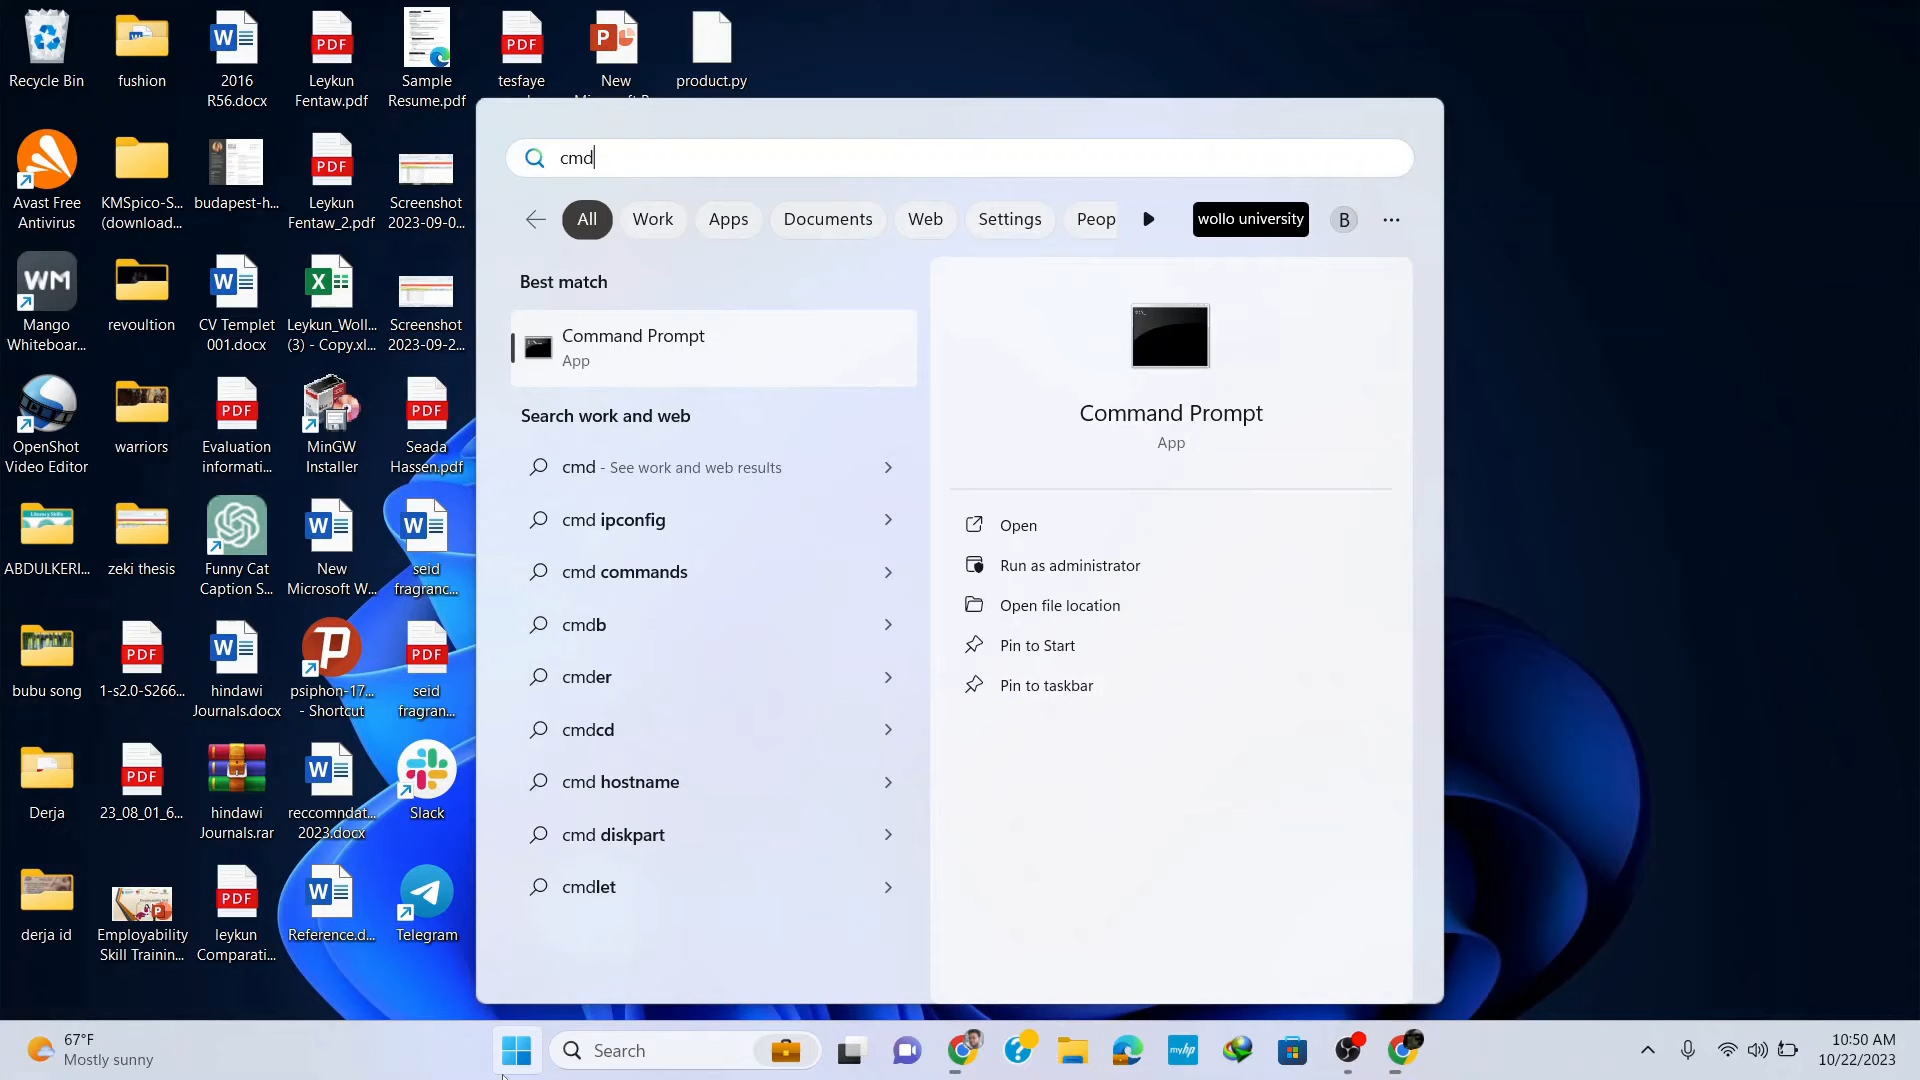 Recycle Bin
fushion
2016
R56.docx
Leykun
Fentaw.pdf
Sample
Resume.pdf
tesfaye
New
product.py
Avast Free
Antivirus
KMSpico-S...
(download...
budapest-h...
Leykun
Fentaw_2.pdf
Screenshot
2023-09-0...
Mango
Whiteboar...
revoultion
CV Templet
001.docx
Leykun_Woll...
(3) - Copy.xl...
Screenshot
2023-09-2...
OpenShot
Video Editor
warriors
Evaluation
informati...
MinGW
Installer
Seada
Hassen.pdf
ABDULKERI...
zeki thesis
Funny Cat
Caption S...
New
Microsoft W...
seid
fragranc...
bubu song
1-s2.0-S266...
hindawi
Journals.docx
psiphon-17...
- Shortcut
seid
fragran...
Derja
23_08_01_6...
hindawi
Journals.rar
reccomndat...
2023.docx
Slack
derja id
Employability
Skill Trainin...
leykun
Comparati...
Reference.d...
Telegram
cmd
All
Work
Apps
Documents
Web
Settings
Peop
wollo university
B
Best match
Command Prompt
App
Search work and web
cmd - See work and web results
cmd ipconfig
cmd commands
cmdb
cmder
cmdcd
cmd hostname
cmd diskpart
cmdlet
Command Prompt
App
Open
Run as administrator
Open file location
Pin to Start
Pin to taskbar
67°F
Mostly sunny
Search
10:50 AM
10/22/2023